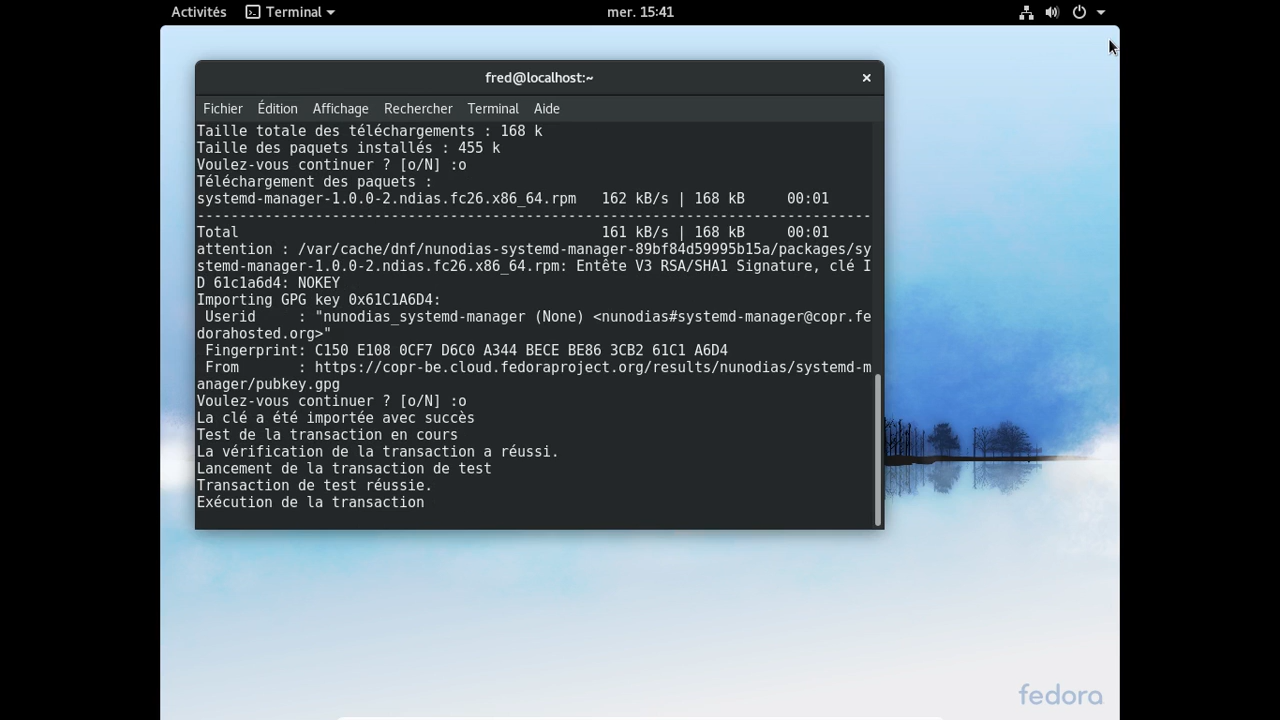 Activités Terminal mer. 15:41
fred@localhost:~
Fichier Édition Affichage Rechercher Terminal Aide
Taille totale des téléchargements : 168 k
Taille des paquets installés : 455 k
Voulez-vous continuer ? [o/N] :o
Téléchargement des paquets :
systemd-manager-1.0.0-2.ndias.fc26.x86_64.rpm 162 kB/s | 168 kB 00:01
--------------------------------------------------------------------------------
Total 161 kB/s | 168 kB 00:01
attention : /var/cache/dnf/nunodias-systemd-manager-89bf84d59995b15a/packages/sy
stemd-manager-1.0.0-2.ndias.fc26.x86_64.rpm: Entête V3 RSA/SHA1 Signature, clé I
D 61c1a6d4: NOKEY
Importing GPG key 0x61C1A6D4:
Userid : "nunodias_systemd-manager (None) <nunodias#systemd-manager@copr.fe
dorahosted.org>"
Fingerprint: C150 E108 0CF7 D6C0 A344 BECE BE86 3CB2 61C1 A6D4
From : https://copr-be.cloud.fedoraproject.org/results/nunodias/systemd-m
anager/pubkey.gpg
Voulez-vous continuer ? [o/N] :o
La clé a été importée avec succès
Test de la transaction en cours
La vérification de la transaction a réussi.
Lancement de la transaction de test
Transaction de test réussie.
Exécution de la transaction
fedora